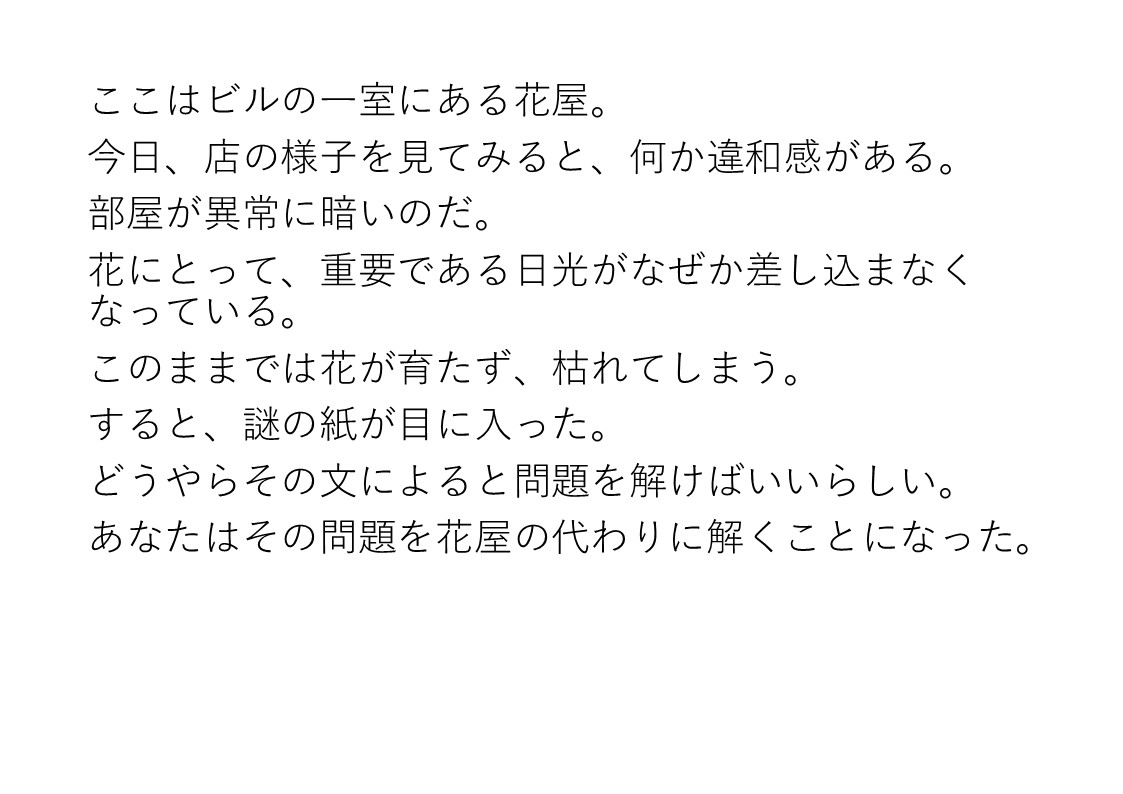 ここはビルの一室にある花屋。
今日、店の様子を見てみると、何か違和感がある。
部屋が異常に暗いのだ。
花にとって、重要である日光がなぜか差し込まなく
なっている。
このままでは花が育たず、枯れてしまう。
すると、謎の紙が目に入った。
どうやらその文によると問題を解けばいいらしい。
あなたはその問題を花屋の代わりに解くことになった。